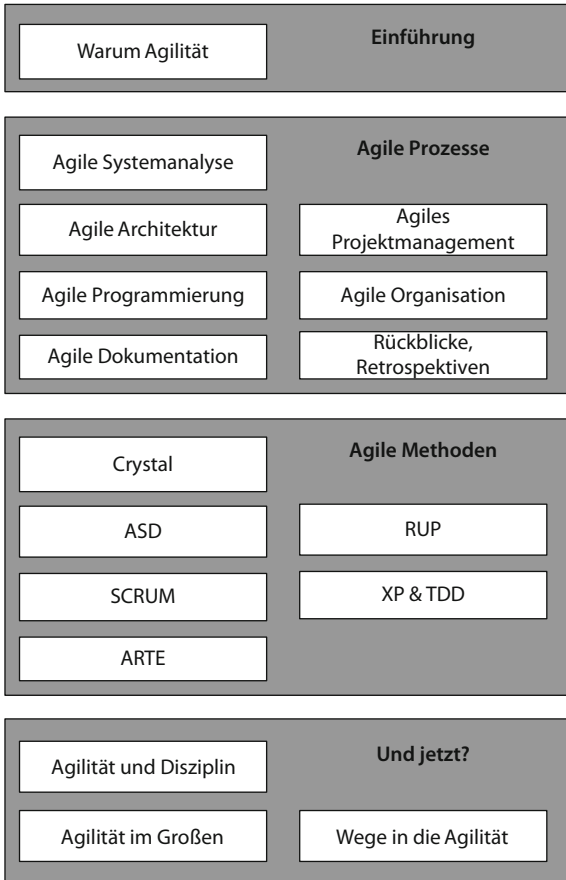 Einführung
Warum Agilität
Agile Prozesse
Agile Systemanalyse
Agile Architektur
Agiles
Projektmanagement
Agile Programmierung
Agile Organisation
Agile Dokumentation
Rückblicke,
Retrospektiven
Agile Methoden
Crystal
ASD
RUP
SCRUM
XP & TDD
ARTE
Und jetzt?
Agilität und Disziplin
Agilität im Großen
Wege in die Agilität